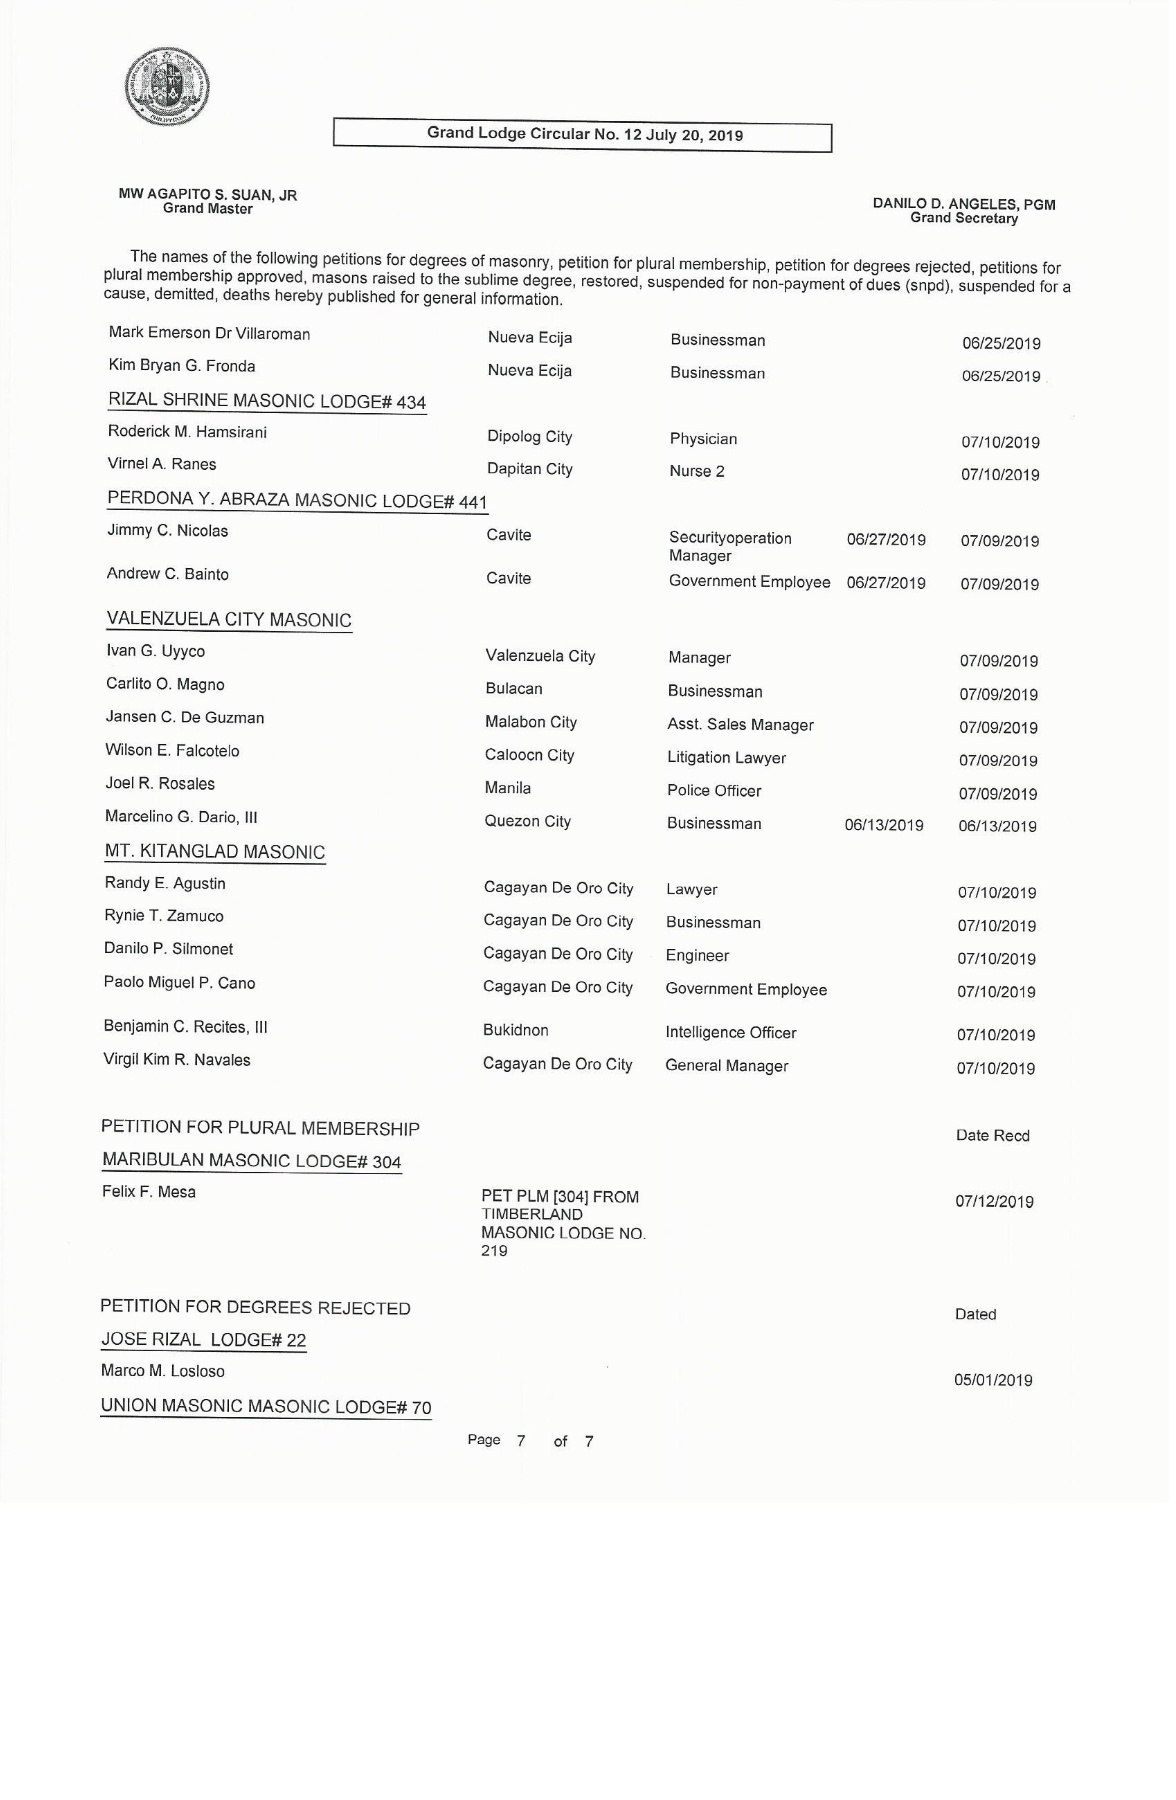 Grand Lodge Circular No. 12 July 20, 2019
MW AGAPITO S. SUAN, JR
Grand Master
DANILO D. ANGELES, PGM
Grand Secretary
The names of the following petitions for degrees of masonry, petition for plural membership, petition for degrees rejected, petitions for
plural membership approved, masons raised to the sublime degree, restored, suspended for non-payment of dues (snpd), suspended for a
cause, demitted, deaths hereby published for general information.
Mark Emerson Dr Villaroman Nueva Ecija Businessman 06/25/2019
Kim Bryan G. Fronda Nueva Ecija Businessman 06/25/2019
RIZAL SHRINE MASONIC LODGE# 434
Roderick M. Hamsirani Dipolog City Physician 07/10/2019
Virnel A. Ranes Dapitan City Nurse 2 07/10/2019
PERDONA Y. ABRAZA MASONIC LODGE# 441
Jimmy C. Nicolas Cavite Securityoperation 06/27/2019 07/09/2019
Manager
Andrew C. Bainto Cavite Government Employee 06/27/2019 07/09/2019
VALENZUELA CITY MASONIC
Ivan G. Uyyco Valenzuela City Manager 07/09/2019
Carlito O. Magno Bulacan Businessman 07/09/2019
Jansen C. De Guzman Malabon City Asst. Sales Manager 07/09/2019
Wilson E. Falcotelo Caloocn City Litigation Lawyer 07/09/2019
Joel R. Rosales Manila Police Officer 07/09/2019
Marcelino G. Dario, III Quezon City Businessman 06/13/2019 06/13/2019
MT. KITANGLAD MASONIC
Randy E. Agustin Cagayan De Oro City Lawyer 07/10/2019
Rynie T. Zamuco Cagayan De Oro City Businessman 07/10/2019
Danilo P. Silmonet Cagayan De Oro City Engineer 07/10/2019
Paolo Miguel P. Cano Cagayan De Oro City Government Employee 07/10/2019
Benjamin C. Recites, III Bukidnon Intelligence Officer 07/10/2019
Virgil Kim R. Navales Cagayan De Oro City General Manager 07/10/2019
PETITION FOR PLURAL MEMBERSHIP Date Recd
MARIBULAN MASONIC LODGE# 304
Felix F. Mesa PET PLM [304] FROM 07/12/2019
TIMBERLAND
MASONIC LODGE NO.
219
PETITION FOR DEGREES REJECTED Dated
JOSE RIZAL LODGE# 22
Marco M. Losloso 05/01/2019
UNION MASONIC MASONIC LODGE# 70
Page 7 of 7